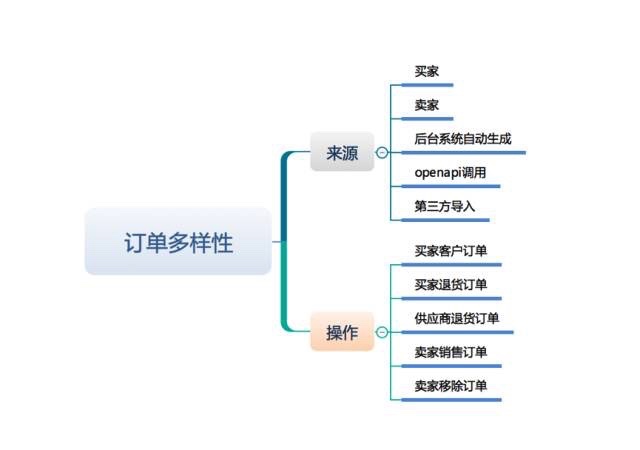 订单多样性
来源
买家
卖家
后台系统自动生成
openapi调用
第三方导入
操作
买家客户订单
买家退货订单
供应商退货订单
卖家销售订单
卖家移除订单